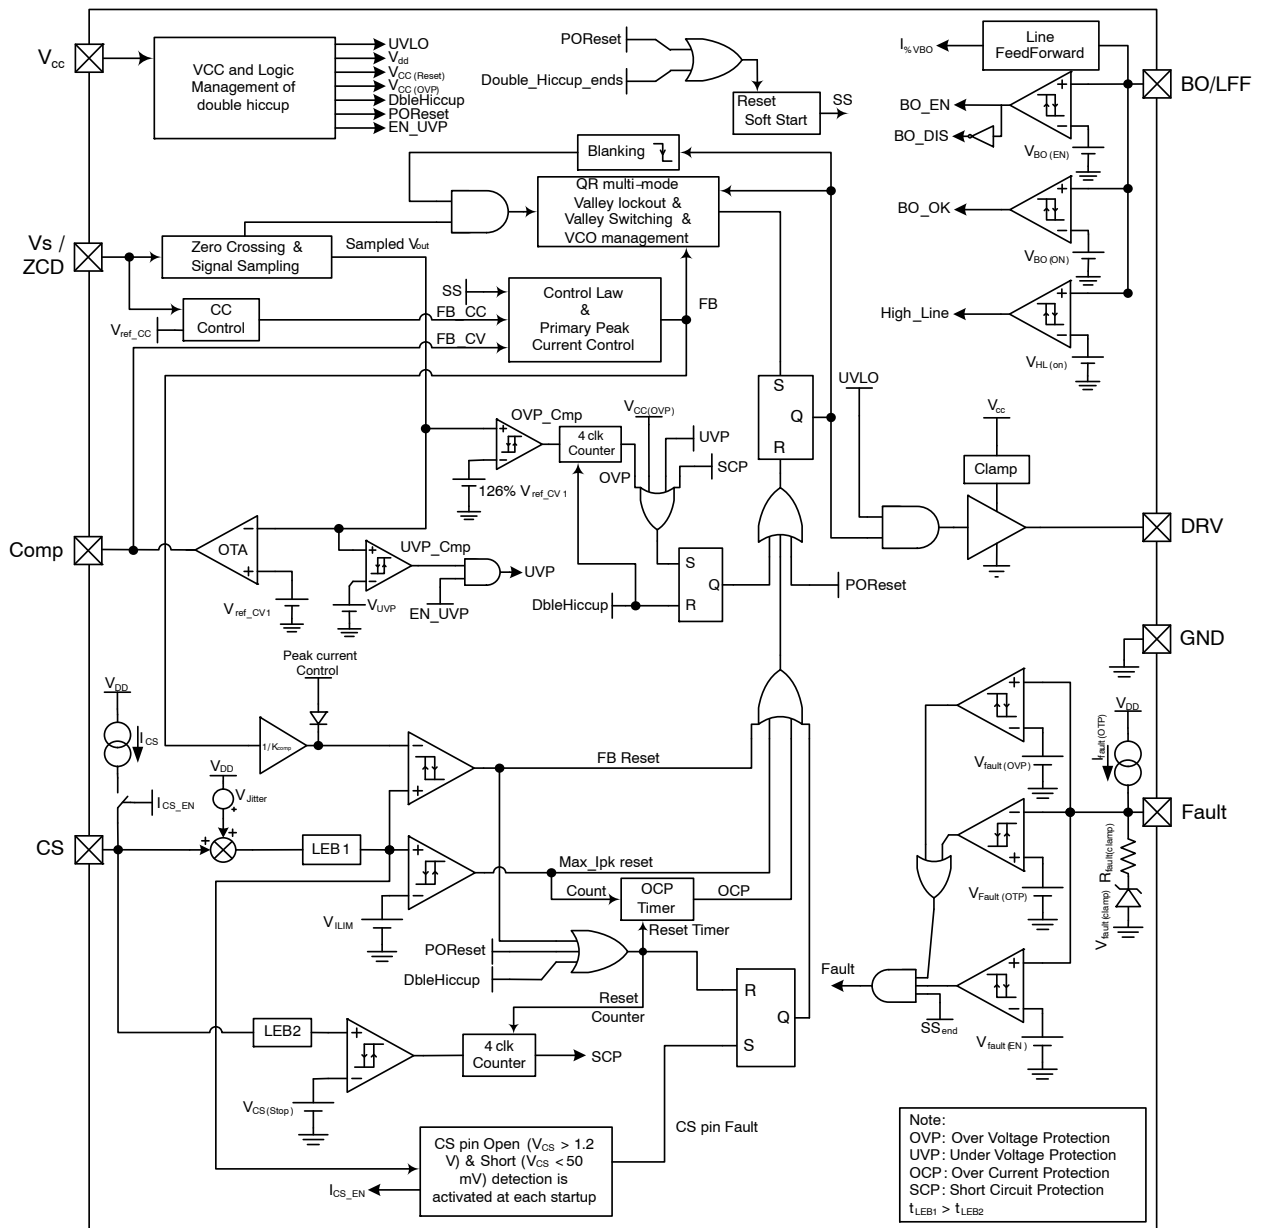 Vcc
VCC and Logic
Management of
double hiccup
UVLO
Vdd
VCC (Reset)
VCC (OVP)
DbleHiccup
POReset
EN_UVP
POReset
Double_Hiccup_ends
Reset
Soft Start
SS
I%VBO
Line
FeedForward
BO/LFF
BO_EN
BO_DIS
VBO (EN)
BO_OK
VBO (ON)
High_Line
VHL (on)
Blanking
QR multi-mode
Valley lockout &
Valley Switching &
VCO management
Vs /
ZCD
Zero Crossing &
Signal Sampling
Sampled Vout
CC
Control
Vref_CC
SS
FB_CC
FB_CV
Control Law
&
Primary Peak
Current Control
FB
S
Q
R
UVLO
Vcc
Clamp
DRV
OVP_Cmp
4 clk
Counter
VCC(OVP)
UVP
SCP
OVP
126% Vref_CV1
Comp
OTA
Vref_CV1
UVP_Cmp
VUVP
EN_UVP
UVP
S
Q
R
DbleHiccup
POReset
GND
Peak current
Control
VDD
ICS
ICS_EN
1/Kcomp
VDD
VJitter
+
+
CS
LEB1
FB Reset
Max_Ipk reset
Count
OCP
Timer
OCP
Reset Timer
VILIM
POReset
DbleHiccup
Reset
Counter
R
Q
S
LEB2
4 clk
Counter
SCP
VCS(Stop)
CS pin Open (VCS > 1.2
V) & Short (VCS < 50
mV) detection is
activated at each startup
ICS_EN
CS pin Fault
VDD
Ifault(OTP)
Vfault(OVP)
Fault
VFault(OTP)
Rfault(clamp)
Vfault(clamp)
Fault
SSend
Vfault(EN)
Note:
OVP: Over Voltage Protection
UVP: Under Voltage Protection
OCP: Over Current Protection
SCP: Short Circuit Protection
tLEB1 > tLEB2